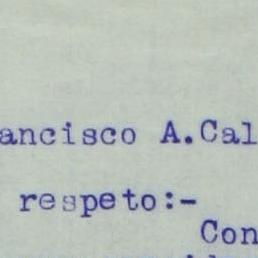 ancisco A.Cal
respeto:-
Con